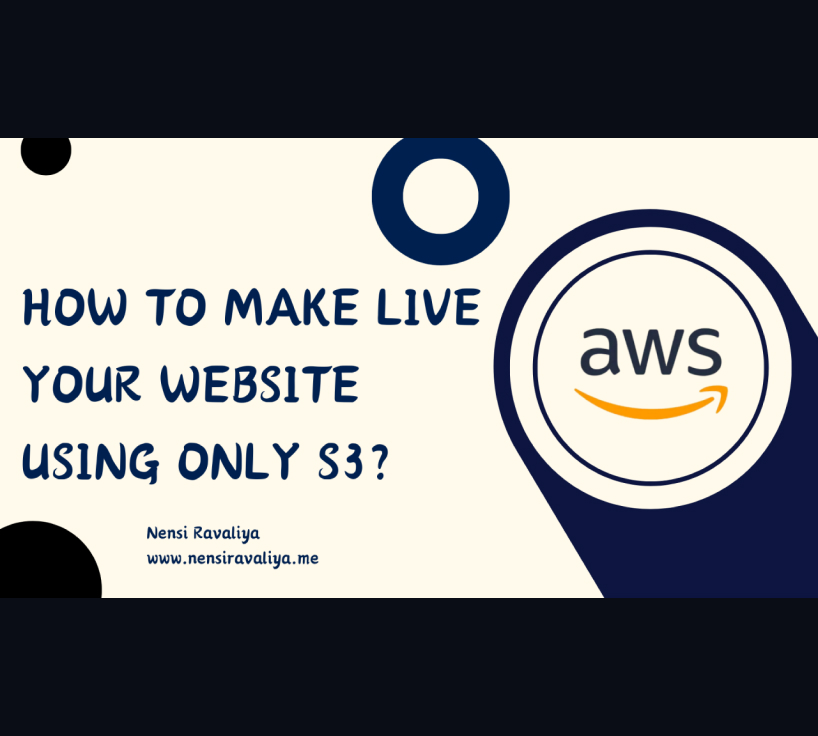 HOW TO MAKE LIVE
YOUR WEBSITE
USING ONLY S3?
aws
Nensi Ravaliya
www.nensiravaliya.me